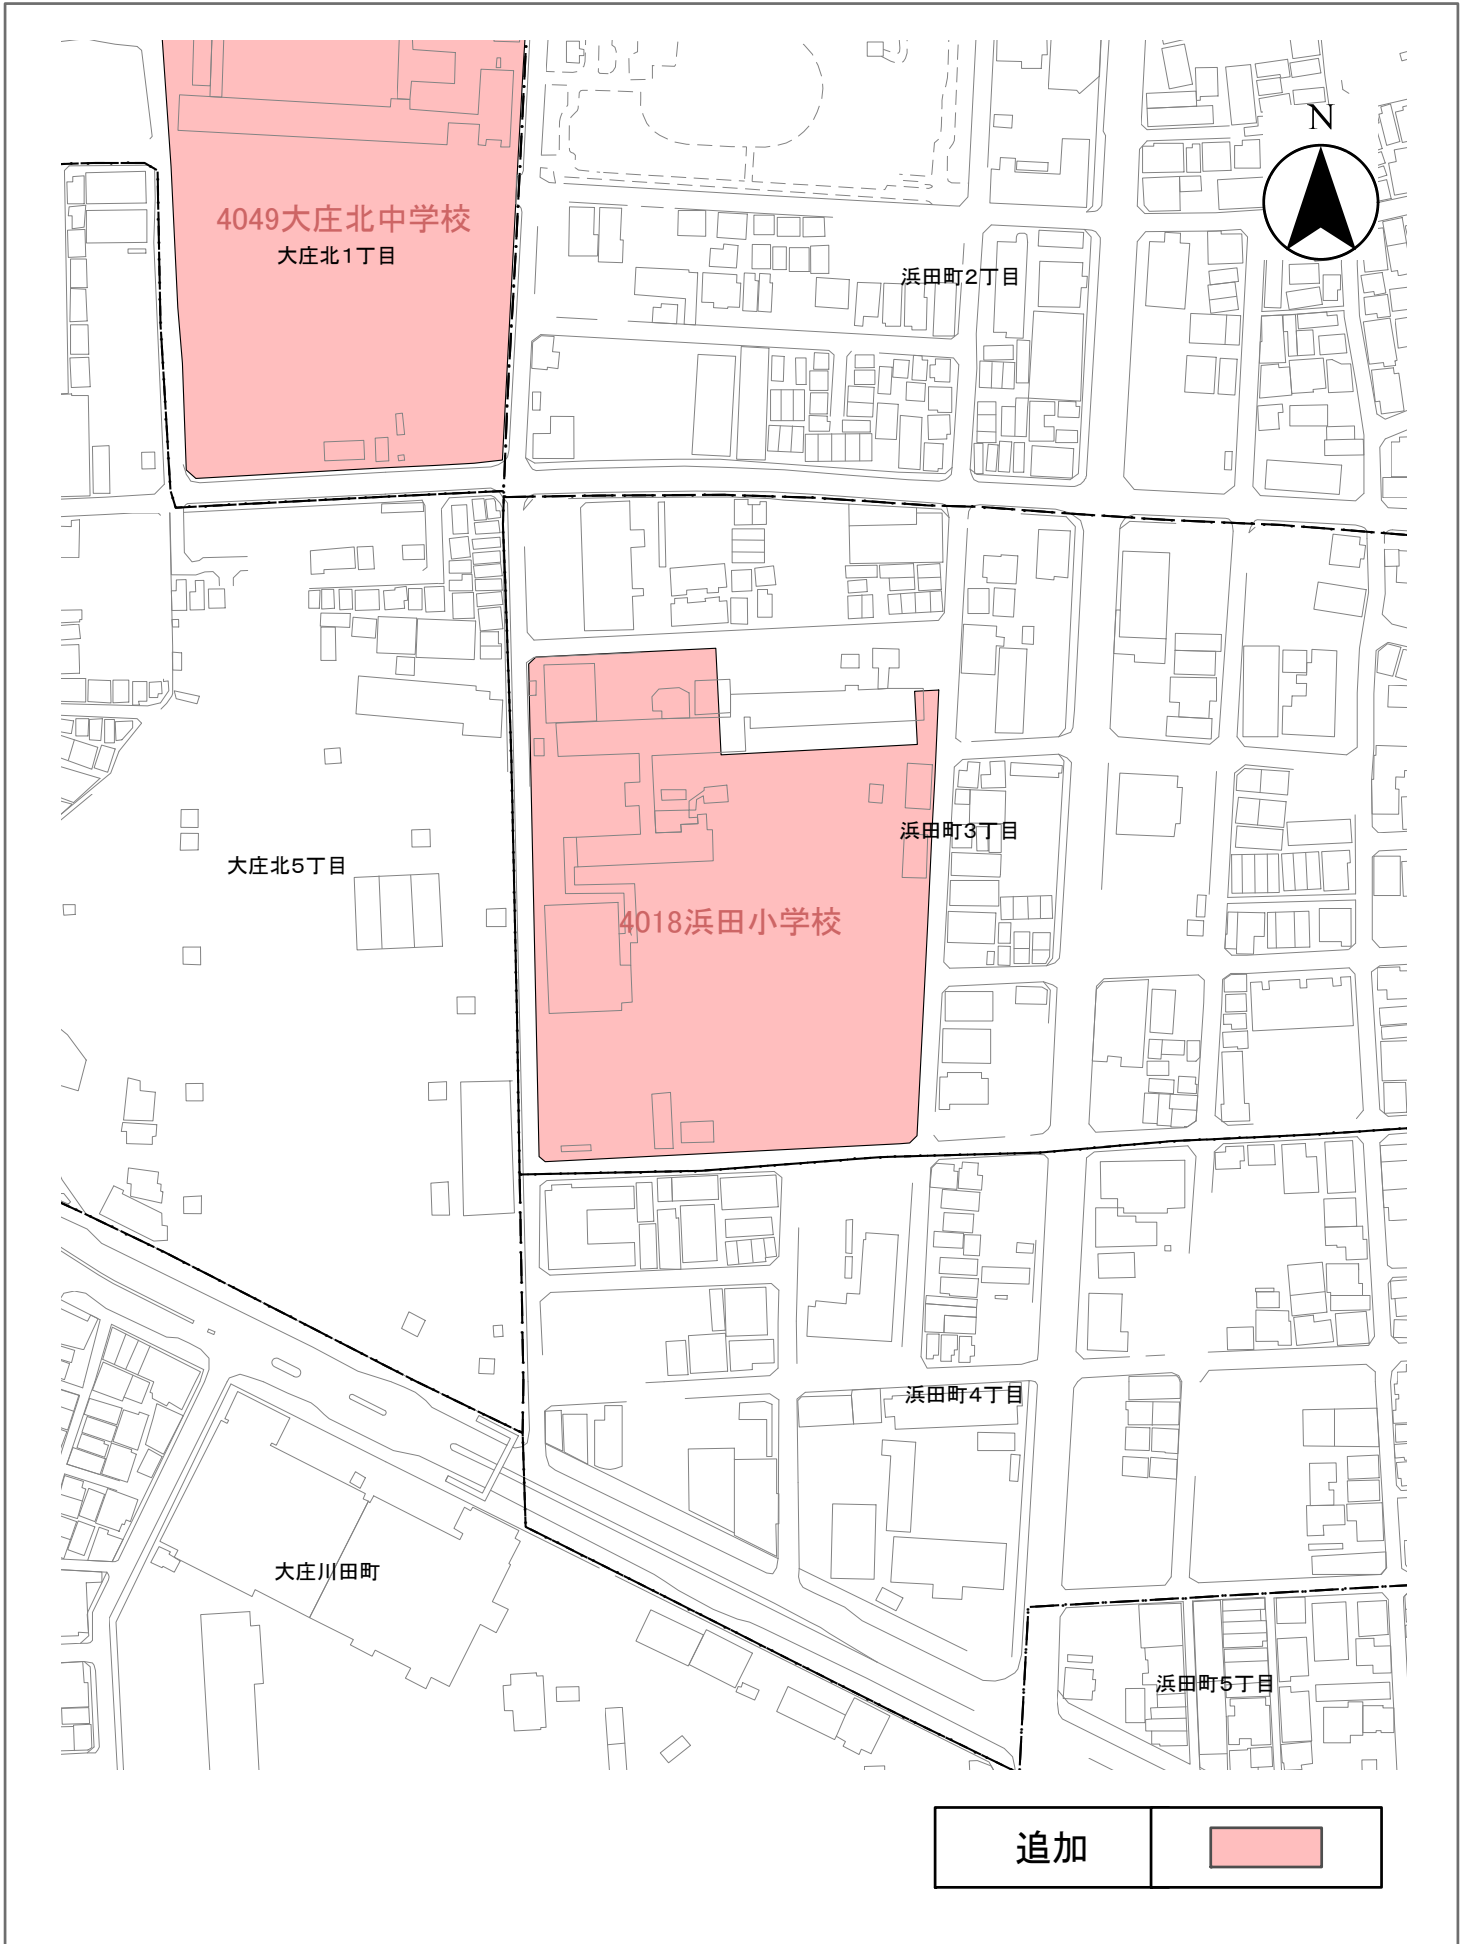 N
4049大庄北中学校
大庄北1丁目
浜田町2丁目
浜田町3丁目
大庄北5丁目
4018浜田小学校
浜田町4丁目
大庄川田町
浜田町5丁目
追加